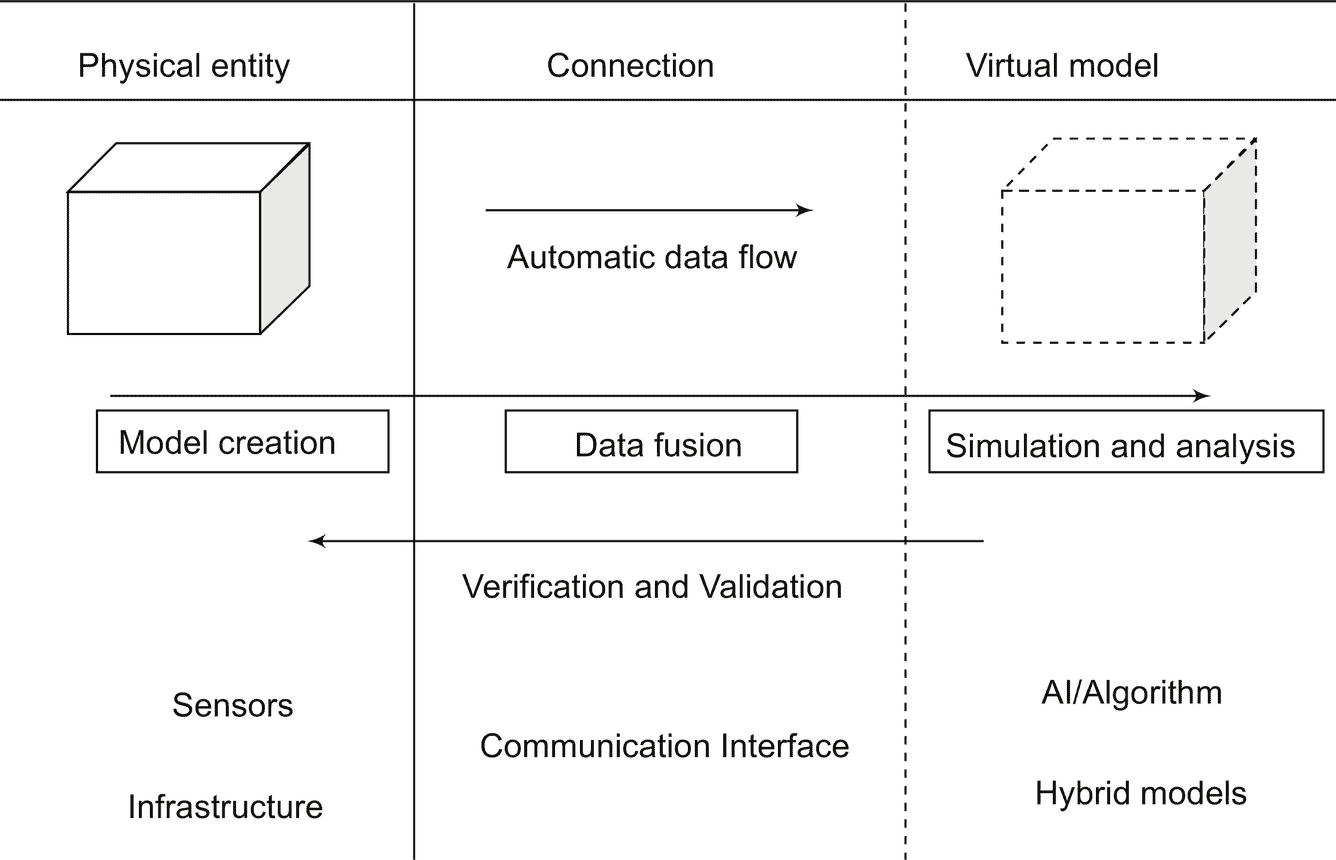 Physical entity
Connection
Virtual model
Automatic data flow
Model creation
Data fusion
Simulation and analysis
Verification and Validation
Sensors
AI/Algorithm
Communication Interface
Infrastructure
Hybrid models